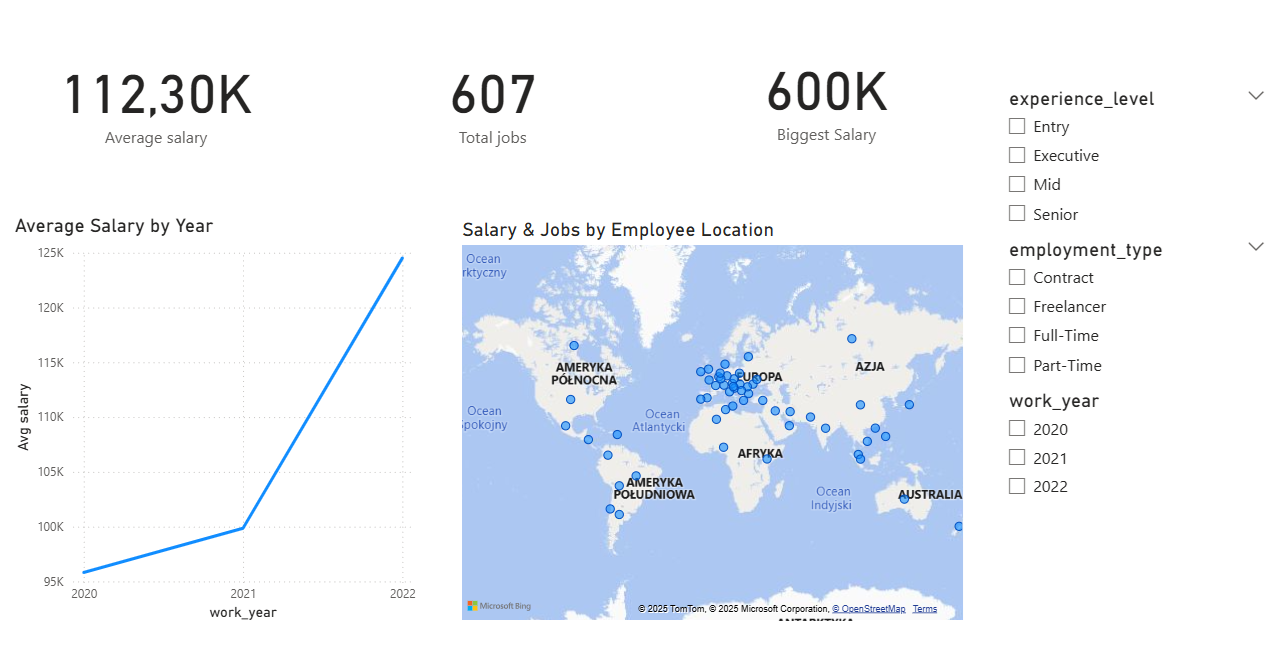 112,30K
Average salary
607
Total jobs
600K
Biggest Salary
Average Salary by Year
125K
120K
115K
110K
105K
100K
95K
Avg salary
2020
2021
2022
work_year
Salary & Jobs by Employee Location
Ocean
rktyczny
AMERYKA
PÓŁNOCNA
EUROPA
AZJA
Ocean
Spokojny
Ocean
Atlantycki
AFRYKA
AMERYKA
POŁUDNIOWA
Ocean
Indyjski
AUSTRALIA
Microsoft Bing
© 2025 TomTom, © 2025 Microsoft Corporation, © OpenStreetMap Terms
ANTARKTYKA
experience_level
Entry
Executive
Mid
Senior
employment_type
Contract
Freelancer
Full-Time
Part-Time
work_year
2020
2021
2022